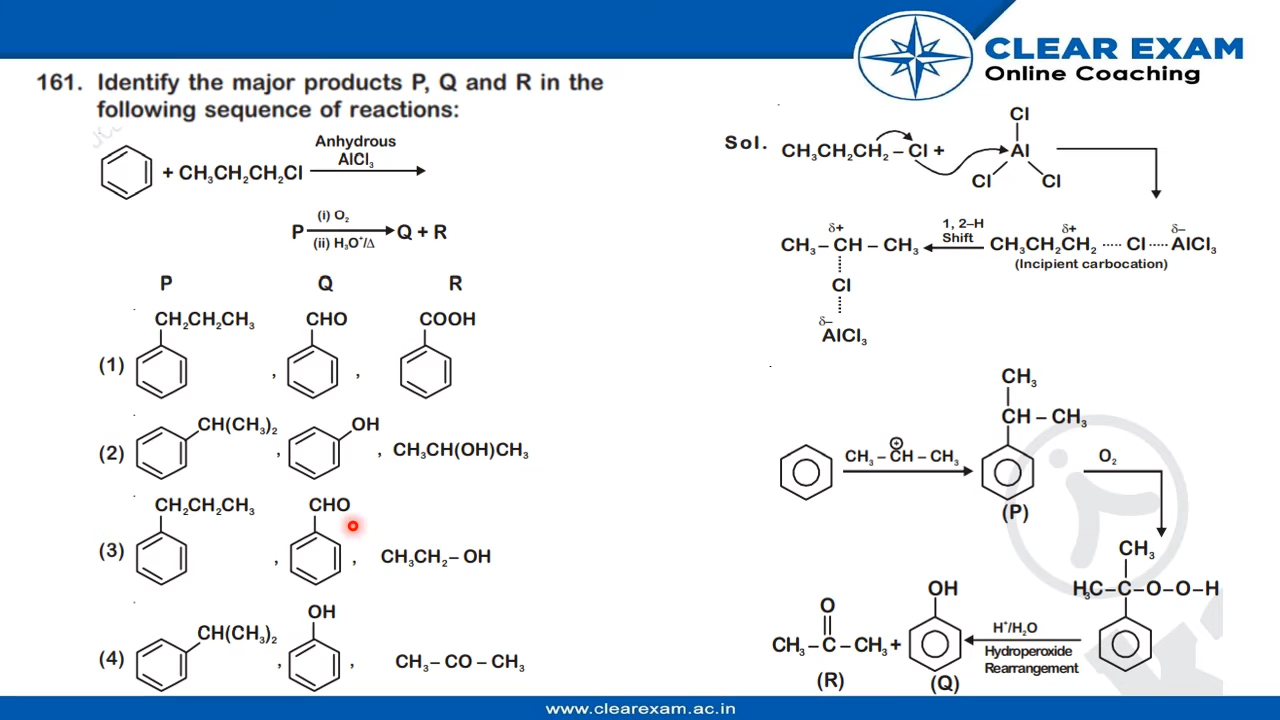 CLEAR EXAM
Online Coaching
161. Identify the major products P, Q and R in the
following sequence of reactions:
+ CH₃CH₂CH₂Cl
Anhydrous
AlCl₃
P
(i) O₂
(ii) H₃O⁺/Δ
Q + R
P Q R
(1)
CH₂CH₂CH₃
,
CHO
,
COOH
(2)
CH(CH₃)₂
,
OH
, CH₃CH(OH)CH₃
(3)
CH₂CH₂CH₃
,
CHO
, CH₃CH₂–OH
(4)
CH(CH₃)₂
,
OH
, CH₃–CO–CH₃
Sol.
CH₃CH₂CH₂–Cl +
Cl
Al
Cl Cl
δ+
CH₃–CH–CH₃
Cl
δ–
AlCl₃
1, 2–H
Shift
δ+ δ–
CH₃CH₂CH₂ ····· Cl ····· AlCl₃
(Incipient carbocation)
CH₃–CH–CH₃
+
CH₃
CH–CH₃
(P)
O₂
CH₃
H₃C–C–O–O–H
H⁺/H₂O
Hydroperoxide
Rearrangement
O
CH₃–C–CH₃ +
(R)
OH
(Q)
www.clearexam.ac.in